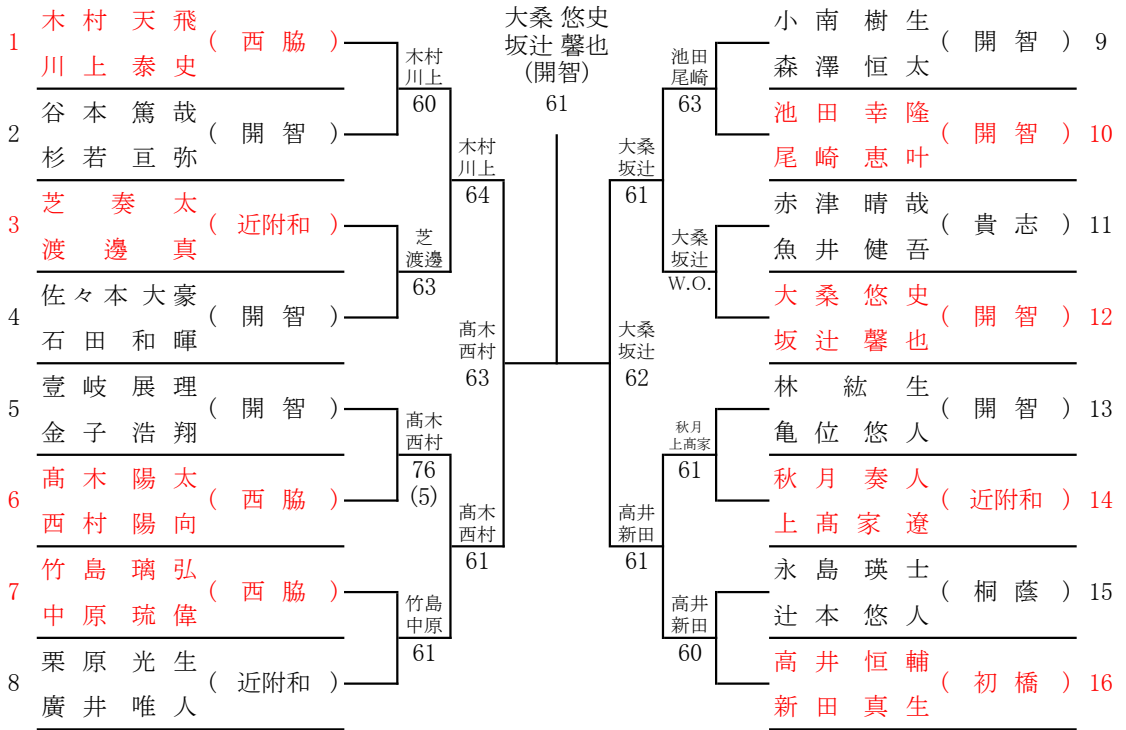 1 木村天飛 (西脇)
川上泰史
2 谷本篤哉 (開智)
杉若亘弥
3 芝奏太 (近附和)
渡邊真
4 佐々木大豪 (開智)
石田和暉
5 壹岐展理 (開智)
金子浩翔
6 髙木陽太 (西脇)
西村陽向
7 竹島璃弘 (西脇)
中原琉偉
8 栗原光生 (近附和)
廣井唯人
木村
川上
60
芝
渡邊
63
髙木
西村
76
(5)
竹島
中原
61
木村
川上
64
髙木
西村
61
髙木
西村
63
大桑 悠史
坂辻 馨也
(開智)
61
大桑
坂辻
62
大桑
坂辻
61
高井
新田
61
池田
尾崎
63
大桑
坂辻
W.O.
秋月
上髙家
61
高井
新田
60
小南樹生 (開智) 9
森澤恒太
池田幸隆 (開智) 10
尾崎恵叶
赤津晴哉 (貴志) 11
魚井健吾
大桑悠史 (開智) 12
坂辻馨也
林紘生 (開智) 13
亀位悠人
秋月奏人 (近附和) 14
上髙家遼
永島瑛士 (桐蔭) 15
辻本悠人
高井恒輔 (初橋) 16
新田真生